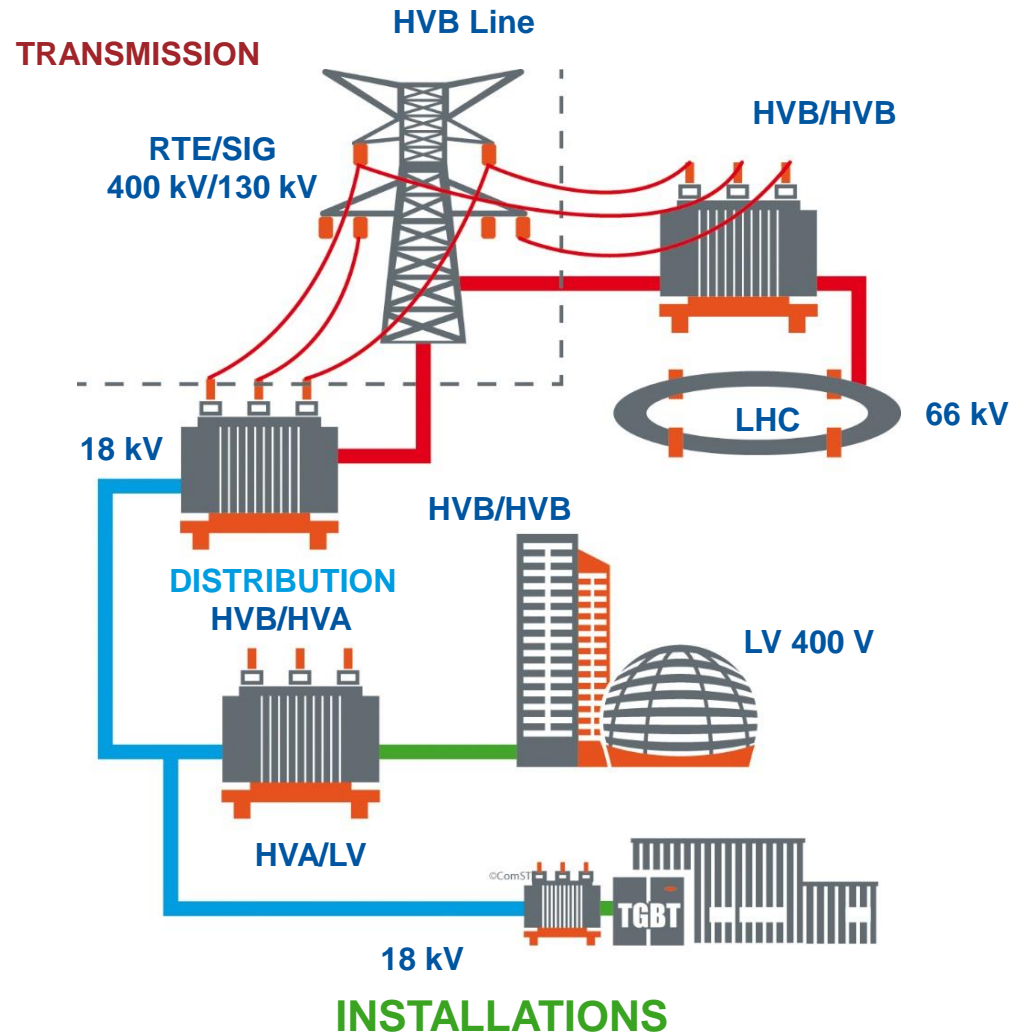 HVB Line
TRANSMISSION
HVB/HVB
RTE/SIG
400 kV/130 kV
LHC
66 kV
18 kV
HVB/HVB
DISTRIBUTION
HVB/HVA
LV 400 V
HVA/LV
©ComST
TGBT
18 kV
INSTALLATIONS